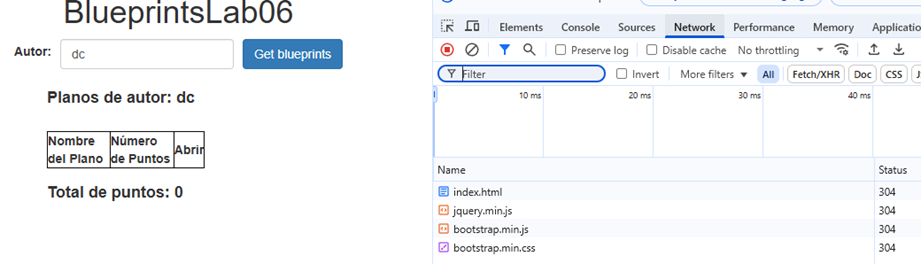 BlueprintsLab06
Autor:
dc
Get blueprints
Planos de autor: dc
Nombre del Plano
Número de Puntos
Abrir
Total de puntos: 0
Elements
Console
Network
Performance
Memory
Preserve log
Disable cache
No throttling
Filter
Invert
More filters
All
Fetch/XHR
Doc
CSS
10 ms
20 ms
30 ms
40 ms
Name
Status
index.html
304
jquery.min.js
304
bootstrap.min.js
304
bootstrap.min.css
304